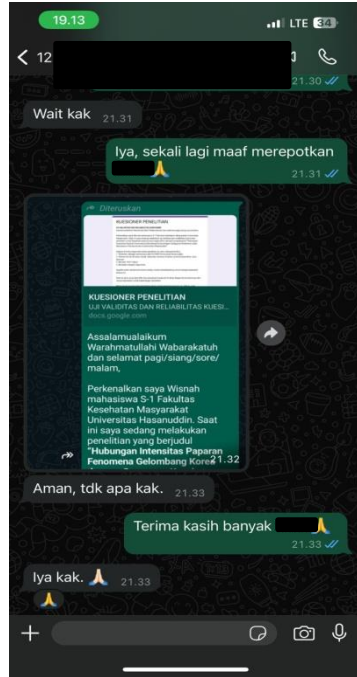 19.13
LTE 34
12
21.30
Wait kak 21.31
Iya, sekali lagi maaf merepotkan
🙏
21.31
Diteruskan
KUESIONER PENELITIAN
KUESIONER PENELITIAN
UJI VALIDITAS DAN RELIABILITAS KUESI...
docs.google.com
Assalamualaikum
Warahmatullahi Wabarakatuh
dan selamat pagi/siang/sore/
malam,
Perkenalkan saya Wisnah
mahasiswa S-1 Fakultas
Kesehatan Masyarakat
Universitas Hasanuddin. Saat
ini saya sedang melakukan
penelitian yang berjudul
"Hubungan Intensitas Paparan
Fenomena Gelombang Korea
21.32
Aman, tdk apa kak. 21.33
Terima kasih banyak 🙏
21.33
Iya kak. 🙏🏻 21.33
🙏